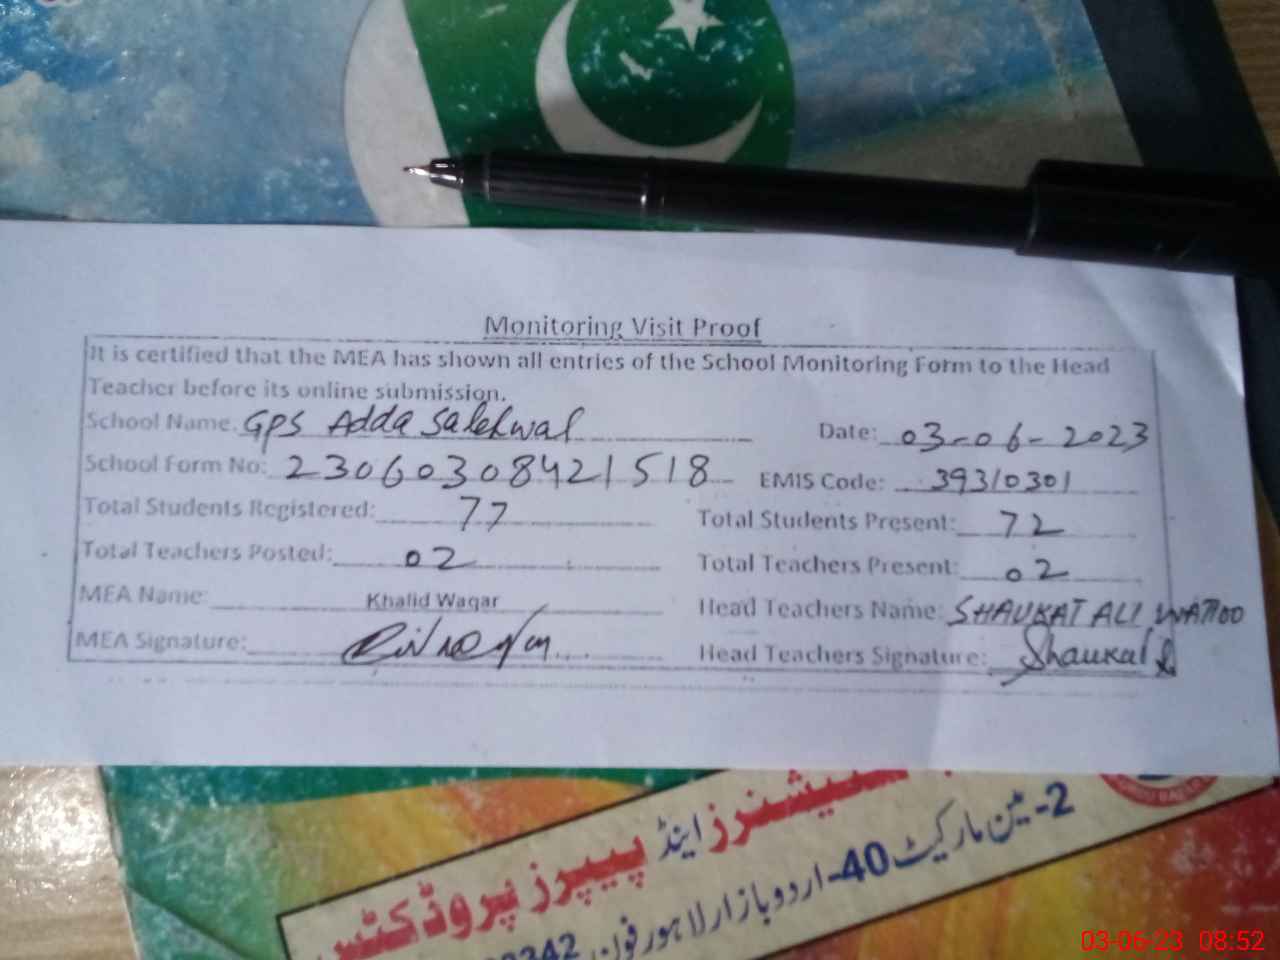 Monitoring Visit Proof
It is certified that the MEA has shown all entries of the School Monitoring Form to the Head
Teacher before its online submission.
School Name. GPS Adda Salekwal Date: 03-06-2023
School Form No: 23060308421518 EMIS Code: 39310301
Total Students Registered: 77 Total Students Present: 72
Total Teachers Posted: 02 Total Teachers Present: 02
MEA Name: Khalid Waqar Head Teachers Name: SHAUKAT ALI WATTOO
MEA Signature: Head Teachers Signature: Shaukat
اینڈ پیپرز پروڈکٹس
2-مین مارکیٹ 40-اردو بازار لاہور فون
03-06-23 08:52